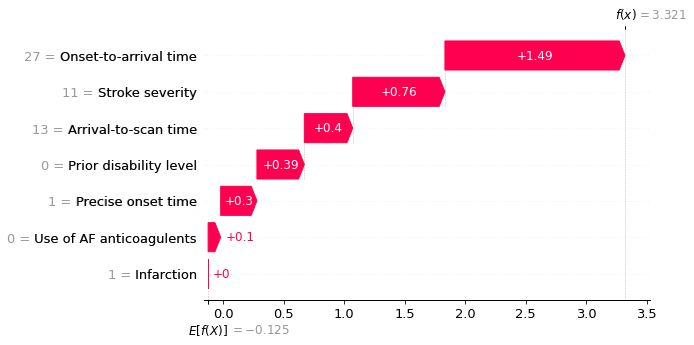 f(x) = 3.321
27 = Onset-to-arrival time
+1.49
11 = Stroke severity
+0.76
13 = Arrival-to-scan time
+0.4
0 = Prior disability level
+0.39
1 = Precise onset time
+0.3
0 = Use of AF anticoagulents
+0.1
1 = Infarction
+0
0.0 0.5 1.0 1.5 2.0 2.5 3.0 3.5
E[f(X)] = −0.125